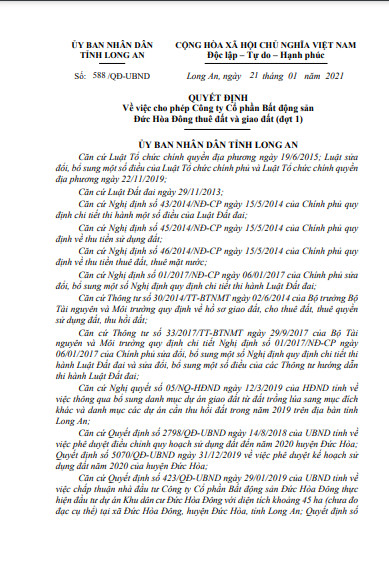 ỦY BAN NHÂN DÂN
TỈNH LONG AN
CỘNG HÒA XÃ HỘI CHỦ NGHĨA VIỆT NAM
Độc lập – Tự do – Hạnh phúc
Số: 588 /QĐ-UBND
Long An, ngày 21 tháng 01 năm 2021
QUYẾT ĐỊNH
Về việc cho phép Công ty Cổ phần Bất động sản
Đức Hòa Đông thuê đất và giao đất (đợt 1)
ỦY BAN NHÂN DÂN TỈNH LONG AN
Căn cứ Luật Tổ chức chính quyền địa phương ngày 19/6/2015; Luật sửa
đổi, bổ sung một số điều của Luật Tổ chức chính phủ và Luật Tổ chức chính quyền
địa phương ngày 22/11/2019;
Căn cứ Luật Đất đai ngày 29/11/2013;
Căn cứ Nghị định số 43/2014/NĐ-CP ngày 15/5/2014 của Chính phủ quy
định chi tiết thi hành một số điều của Luật Đất đai;
Căn cứ Nghị định số 45/2014/NĐ-CP ngày 15/5/2014 của Chính phủ quy
định về thu tiền sử dụng đất;
Căn cứ Nghị định số 46/2014/NĐ-CP ngày 15/5/2014 của Chính phủ quy
định về thu tiền thuê đất, thuê mặt nước;
Căn cứ Nghị định số 01/2017/NĐ-CP ngày 06/01/2017 của Chính phủ sửa
đổi, bổ sung một số Nghị định quy định chi tiết thi hành Luật Đất đai;
Căn cứ Thông tư số 30/2014/TT-BTNMT ngày 02/6/2014 của Bộ trưởng Bộ
Tài nguyên và Môi trường quy định về hồ sơ giao đất, cho thuê đất, thuê quyền
sử dụng đất, thu hồi đất;
Căn cứ Thông tư số 33/2017/TT-BTNMT ngày 29/9/2017 của Bộ Tài
nguyên và Môi trường quy định chi tiết Nghị định số 01/2017/NĐ-CP ngày
06/01/2017 của Chính phủ sửa đổi, bổ sung một số Nghị định quy định chi tiết thi
hành Luật Đất đai và sửa đổi, bổ sung một số điều của các Thông tư hướng dẫn
thi hành Luật Đất đai;
Căn cứ Nghị quyết số 05/NQ-HĐND ngày 12/3/2019 của HĐND tỉnh về
việc thông qua bổ sung danh mục dự án giao đất từ đất trồng lúa sang mục đích
khác và danh mục các dự án cần thu hồi đất trong năm 2019 trên địa bàn tỉnh
Long An;
Căn cứ Quyết định số 2798/QĐ-UBND ngày 14/8/2018 của UBND tỉnh về
việc phê duyệt điều chỉnh quy hoạch sử dụng đất đến năm 2020 huyện Đức Hòa;
Quyết định số 5070/QĐ-UBND ngày 31/12/2019 về việc phê duyệt kế hoạch sử
dụng đất năm 2020 của huyện Đức Hòa;
Căn cứ Quyết định số 423/QĐ-UBND ngày 29/01/2019 của UBND tỉnh về
việc chấp thuận nhà đầu tư Công ty Cổ phần Bất động sản Đức Hòa Đông thực
hiện đầu tư dự án Khu dân cư Đức Hòa Đông với diện tích khoảng 45 ha (chưa đo
đạc cụ thể) tại xã Đức Hòa Đông, huyện Đức Hòa, tỉnh Long An; Quyết định số